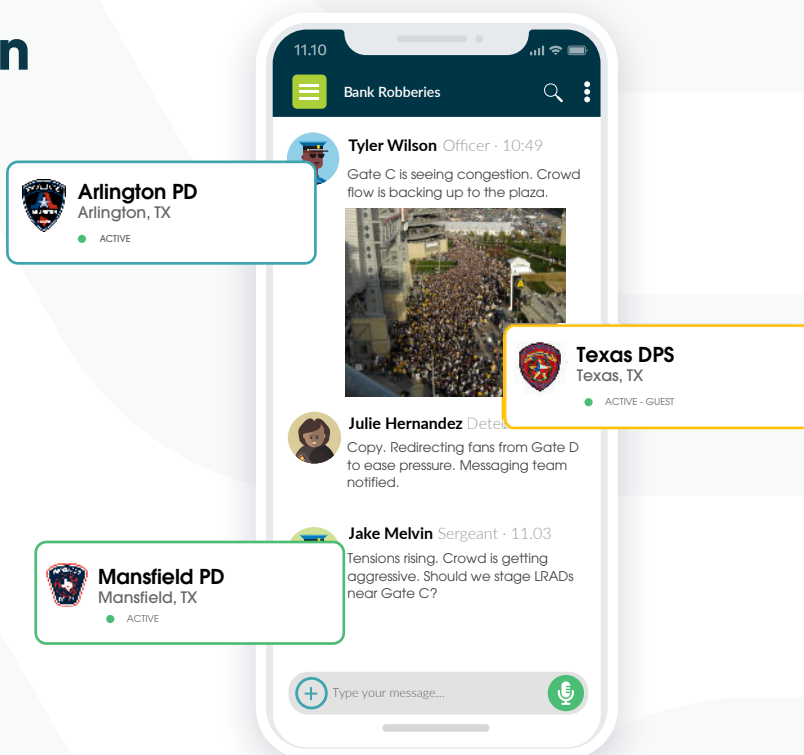 n
11.10
Bank Robberies
Tyler Wilson Officer · 10:49
Gate C is seeing congestion. Crowd
flow is backing up to the plaza.
Arlington PD
Arlington, TX
ACTIVE
Texas DPS
Texas, TX
ACTIVE - GUEST
Julie Hernandez
Copy. Redirecting fans from Gate D
to ease pressure. Messaging team
notified.
Jake Melvin Sergeant · 11.03
Tensions rising. Crowd is getting
aggressive. Should we stage LRADs
near Gate C?
Mansfield PD
Mansfield, TX
ACTIVE
Type your message...